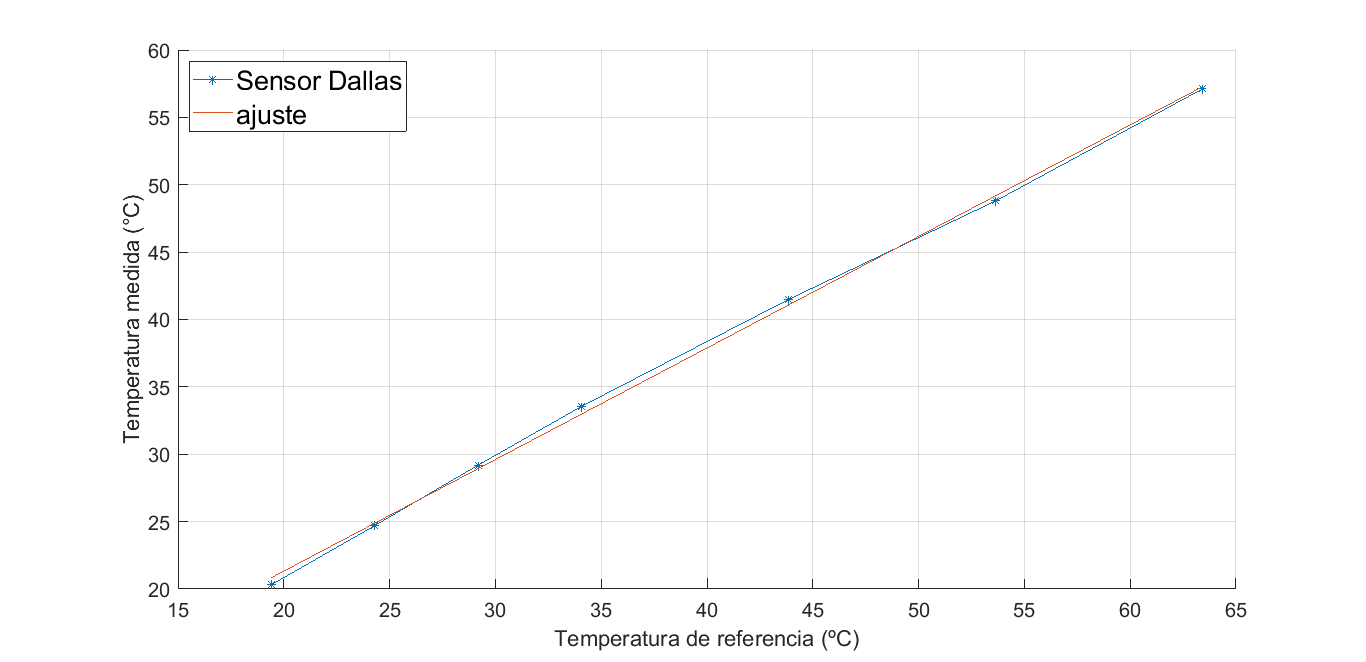 Sensor Dallas
ajuste
60
55
50
45
40
35
30
25
20
15 20 25 30 35 40 45 50 55 60 65
Temperatura medida (°C)
Temperatura de referencia (ºC)